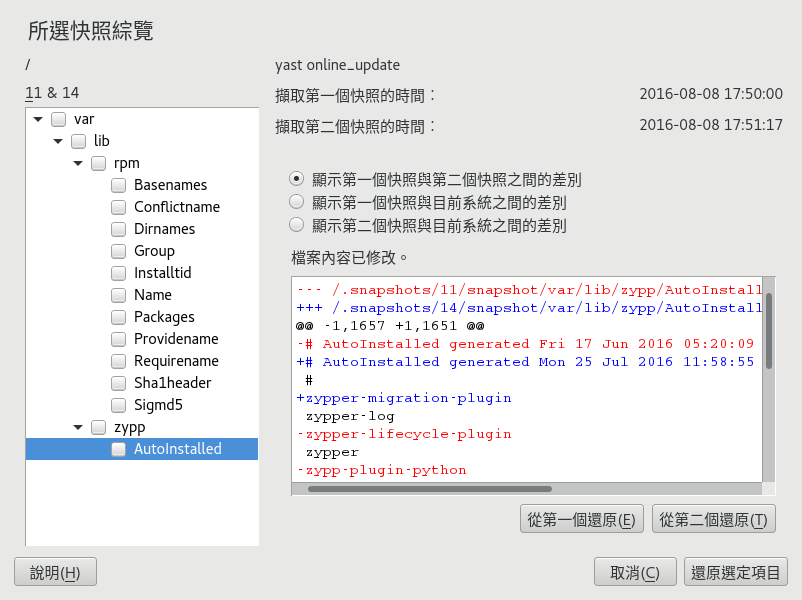 所選快照綜覽
/
11 & 14
var
lib
rpm
Basenames
Conflictname
Dirnames
Group
Installtid
Name
Packages
Providename
Requirename
Sha1header
Sigmd5
zypp
AutoInstalled
yast online_update
擷取第一個快照的時間： 2016-08-08 17:50:00
擷取第二個快照的時間： 2016-08-08 17:51:17
顯示第一個快照與第二個快照之間的差別
顯示第一個快照與目前系統之間的差別
顯示第二個快照與目前系統之間的差別
檔案內容已修改。
--- /.snapshots/11/snapshot/var/lib/zypp/AutoInstall
+++ /.snapshots/14/snapshot/var/lib/zypp/AutoInstall
@@ -1,1657 +1,1651 @@
-# AutoInstalled generated Fri 17 Jun 2016 05:20:09
+# AutoInstalled generated Mon 25 Jul 2016 11:58:55
#
+zypper-migration-plugin
zypper-log
-zypper-lifecycle-plugin
zypper
-zypp-plugin-python
從第一個還原(E) 從第二個還原(T)
說明(H) 取消(C) 還原選定項目